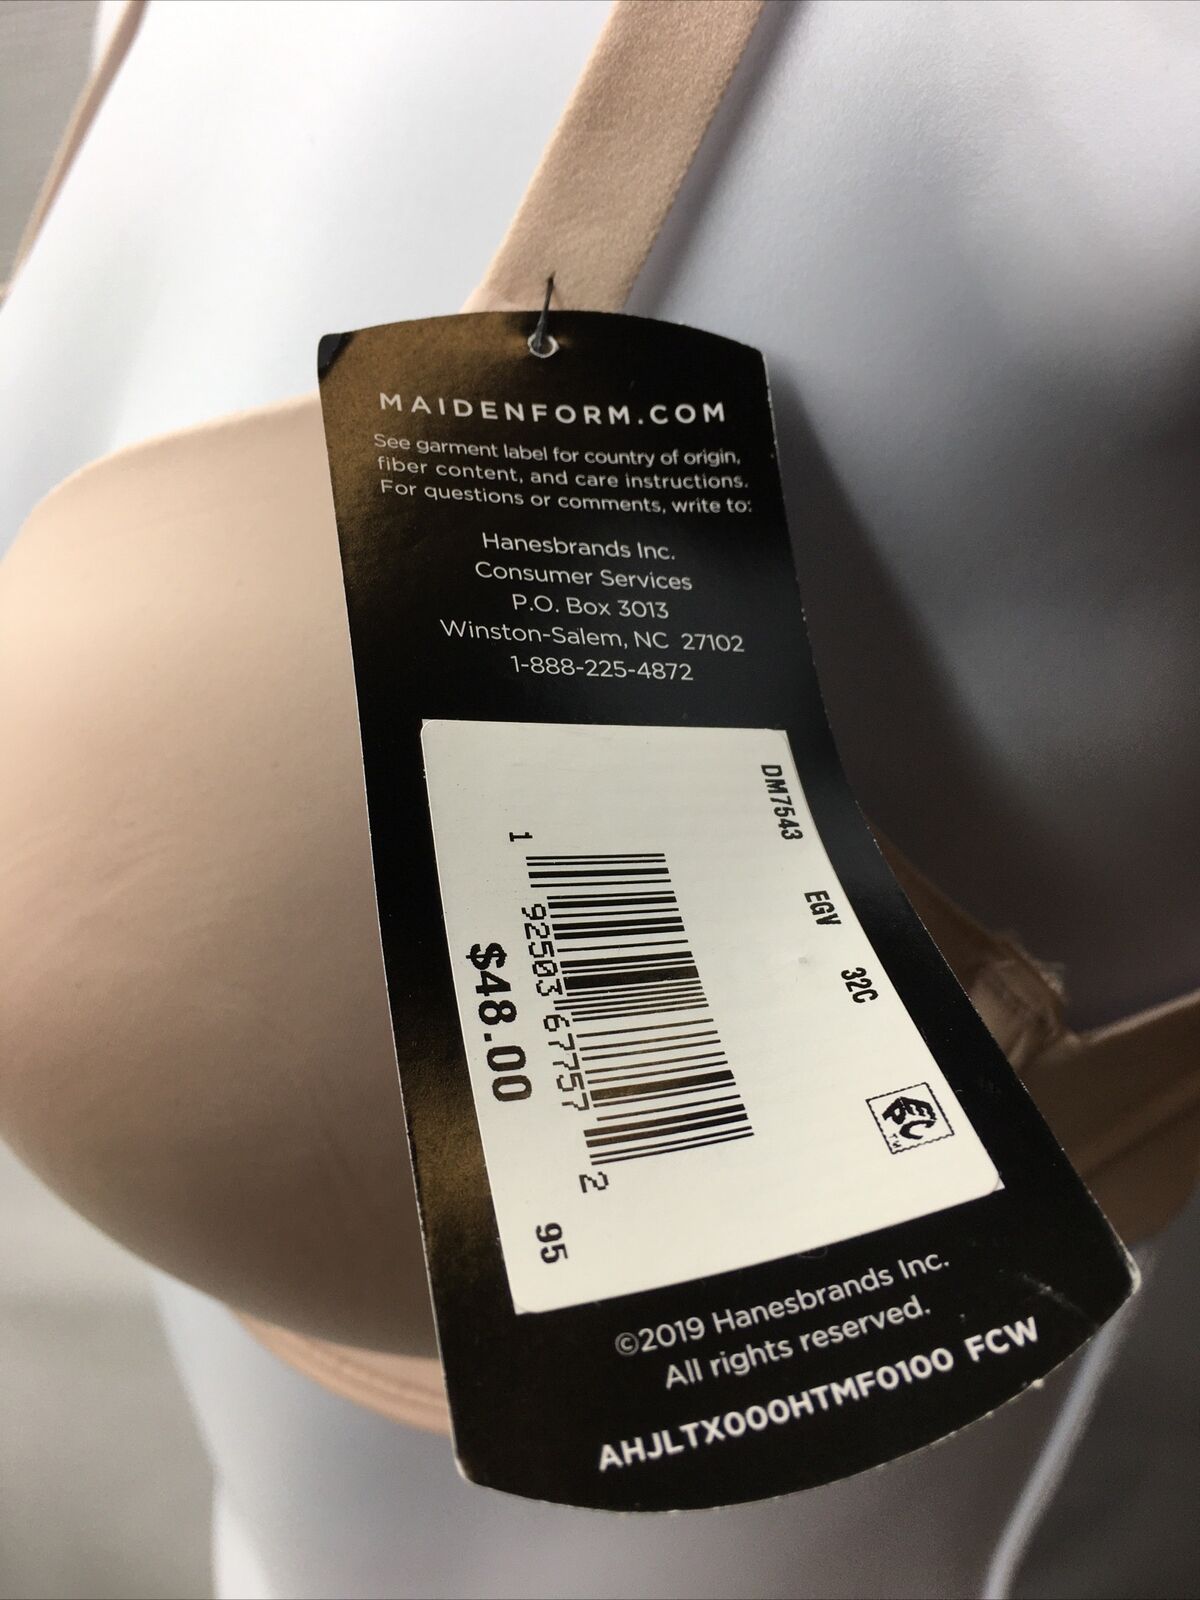 MAIDENFORM.COM
See garment label for country of origin,
fiber content, and care instructions.
For questions or comments, write to:
Hanesbrands Inc.
Consumer Services
P.O. Box 3013
Winston-Salem, NC 27102
1-888-225-4872
DM7543 EGV 32C
1 92503 67757 2
$48.00 95
©2019 Hanesbrands Inc.
All rights reserved.
AHJLTX000HTMF0100 FCW